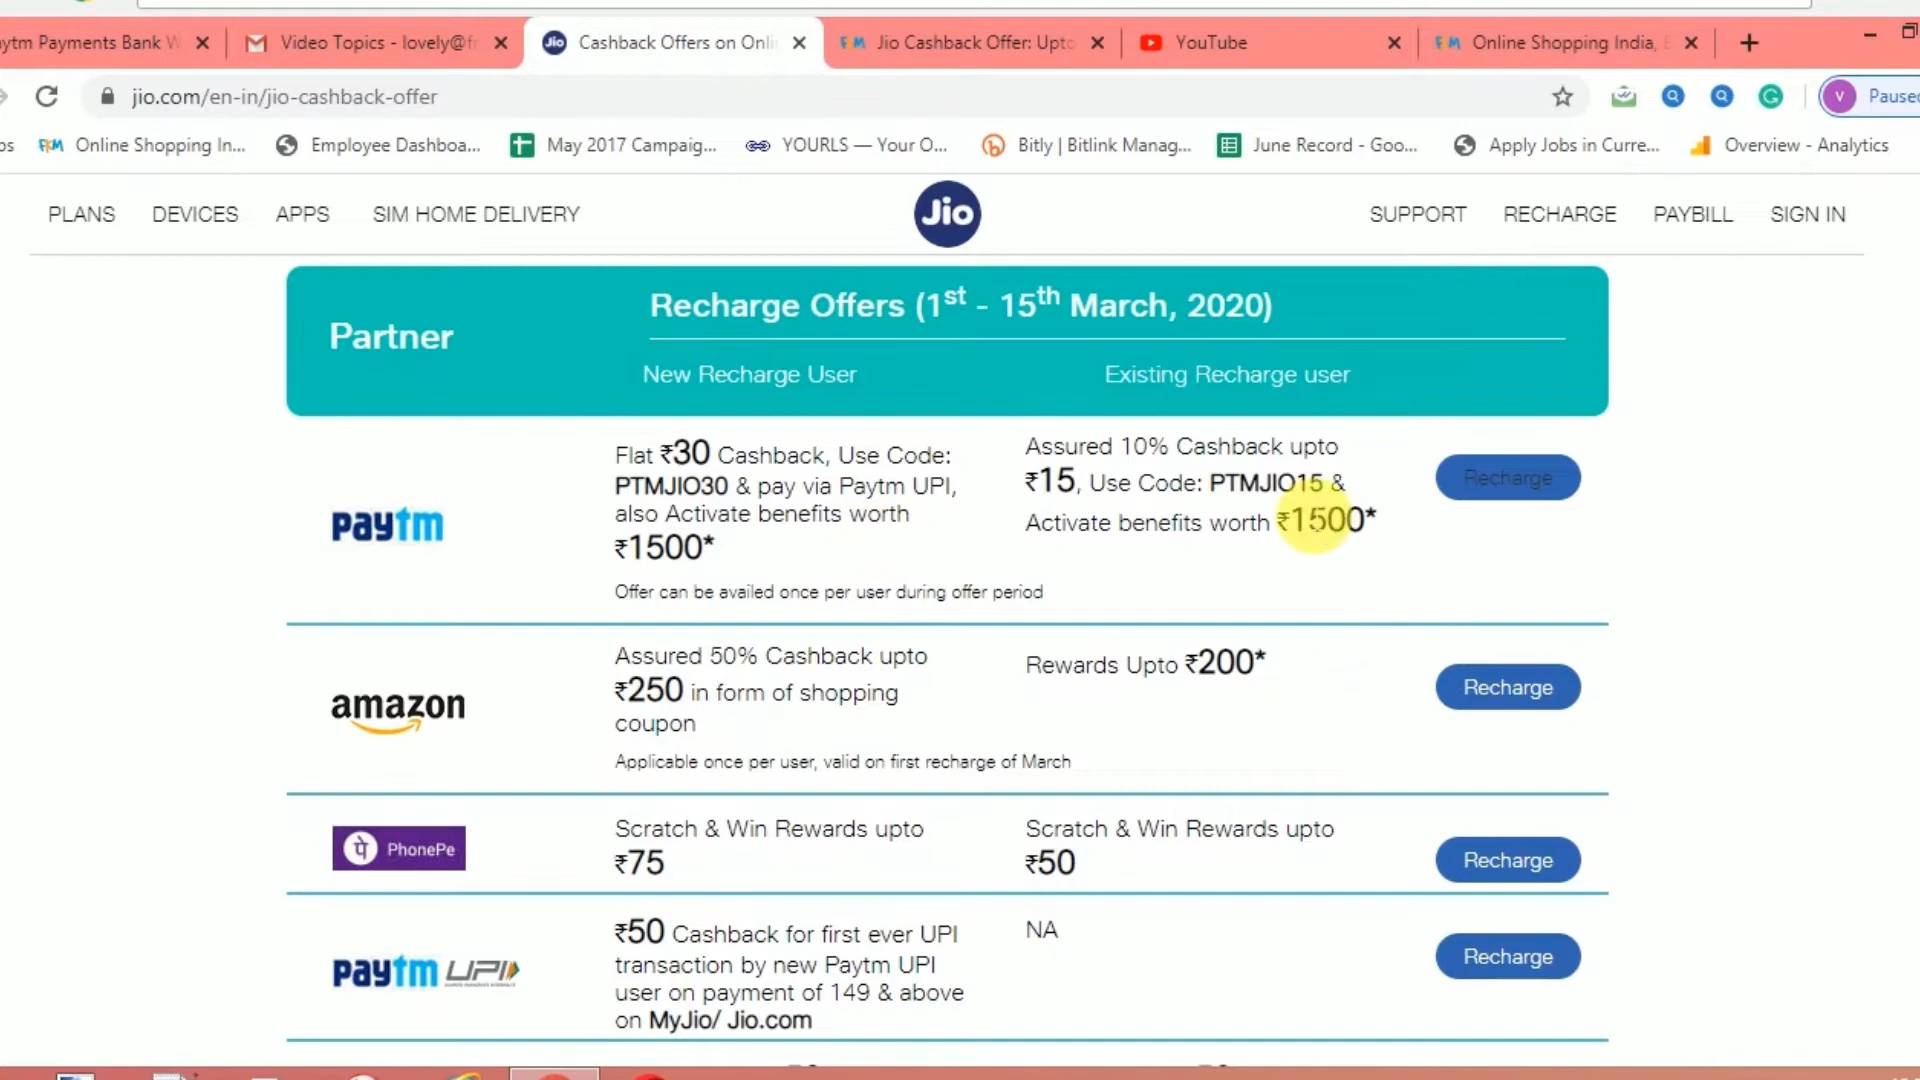 ytm Payments Bank W
Video Topics - lovely@f
Cashback Offers on Onli
FM Jio Cashback Offer: Upto
YouTube
FM Online Shopping India,
jio.com/en-in/jio-cashback-offer
V Paused
ps
FKM Online Shopping In...
Employee Dashboa...
May 2017 Campaig...
YOURLS — Your O...
Bitly | Bitlink Manag...
June Record - Goo...
Apply Jobs in Curre...
Overview - Analytics
PLANS DEVICES APPS SIM HOME DELIVERY
Jio
SUPPORT RECHARGE PAYBILL SIGN IN
Partner
Recharge Offers (1st - 15th March, 2020)
New Recharge User
Existing Recharge user
paytm
Flat ₹30 Cashback, Use Code:
PTMJIO30 & pay via Paytm UPI,
also Activate benefits worth
₹1500*
Assured 10% Cashback upto
₹15, Use Code: PTMJIO15 &
Activate benefits worth ₹1500*
Recharge
Offer can be availed once per user during offer period
amazon
Assured 50% Cashback upto
₹250 in form of shopping
coupon
Rewards Upto ₹200*
Recharge
Applicable once per user, valid on first recharge of March
पे PhonePe
Scratch & Win Rewards upto
₹75
Scratch & Win Rewards upto
₹50
Recharge
paytm UPI
₹50 Cashback for first ever UPI
transaction by new Paytm UPI
user on payment of 149 & above
on MyJio/ Jio.com
NA
Recharge